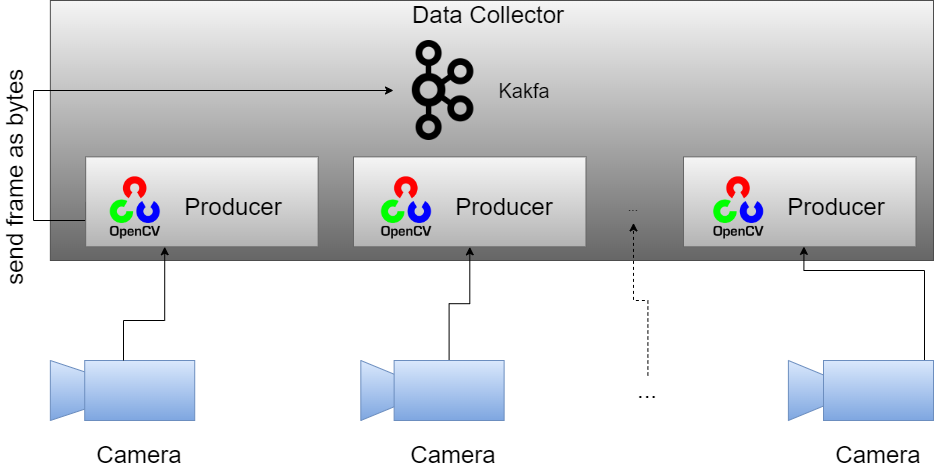 Data Collector
Kakfa
send frame as bytes
Producer
OpenCV
Producer
OpenCV
...
Producer
OpenCV
...
Camera
Camera
Camera